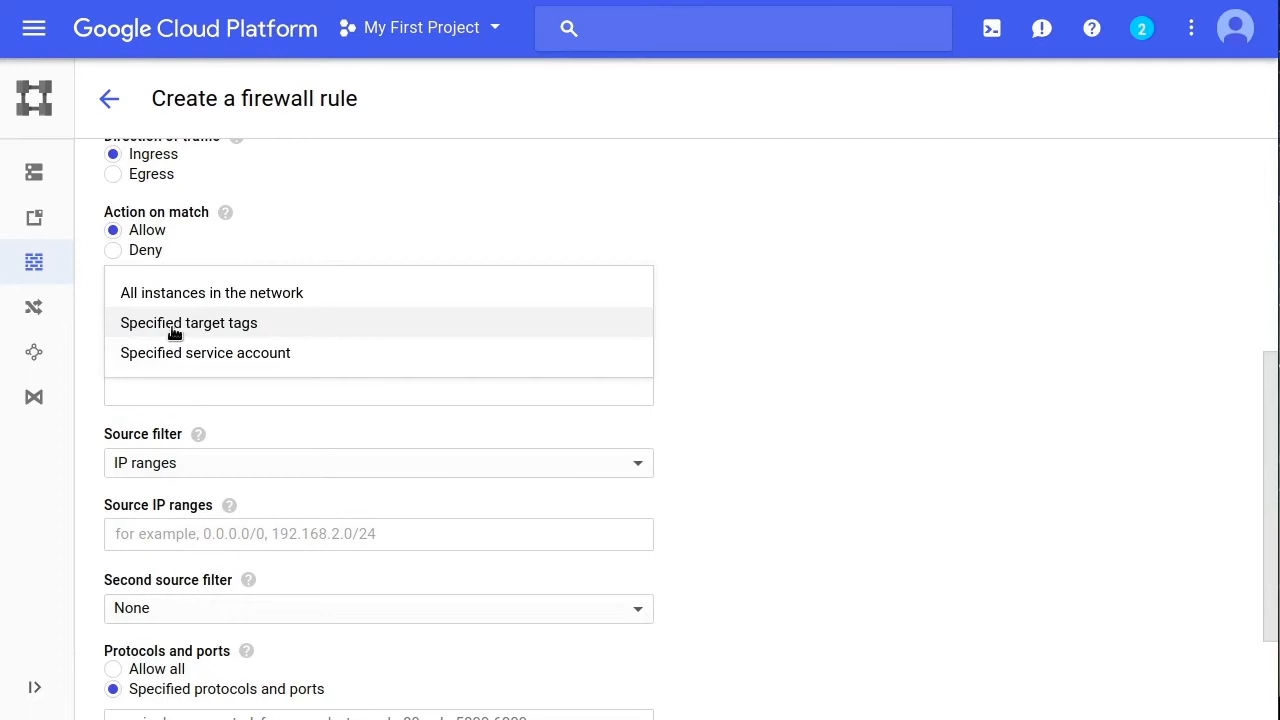 Google Cloud Platform
My First Project
2
Create a firewall rule
Direction of traffic
Ingress
Egress
Action on match
Allow
Deny
All instances in the network
Specified target tags
Specified service account
Source filter
IP ranges
Source IP ranges
for example, 0.0.0.0/0, 192.168.2.0/24
Second source filter
None
Protocols and ports
Allow all
Specified protocols and ports